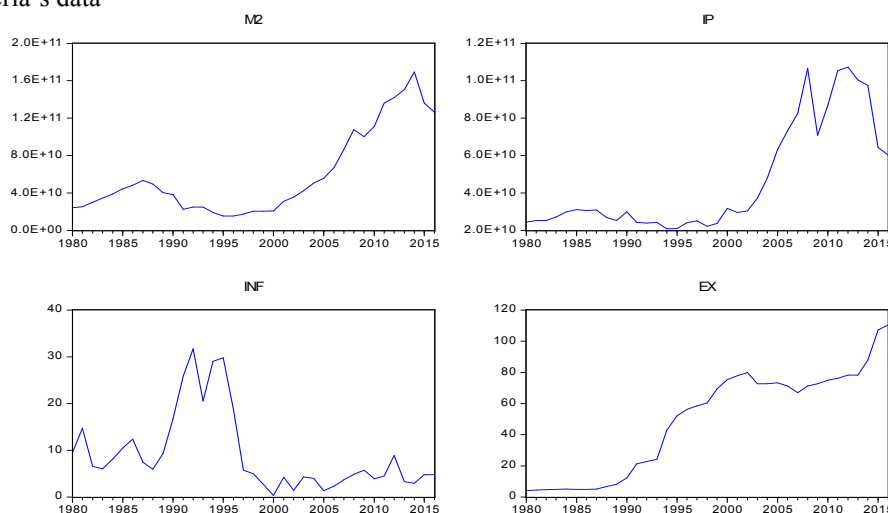 eria's data
M2
2.0E+11
1.6E+11
1.2E+11
8.0E+10
4.0E+10
0.0E+00
1980 1985 1990 1995 2000 2005 2010 2015
IP
1.2E+11
1.0E+11
8.0E+10
6.0E+10
4.0E+10
2.0E+10
1980 1985 1990 1995 2000 2005 2010 2015
INF
40
30
20
10
0
1980 1985 1990 1995 2000 2005 2010 2015
EX
120
100
80
60
40
20
0
1980 1985 1990 1995 2000 2005 2010 2015